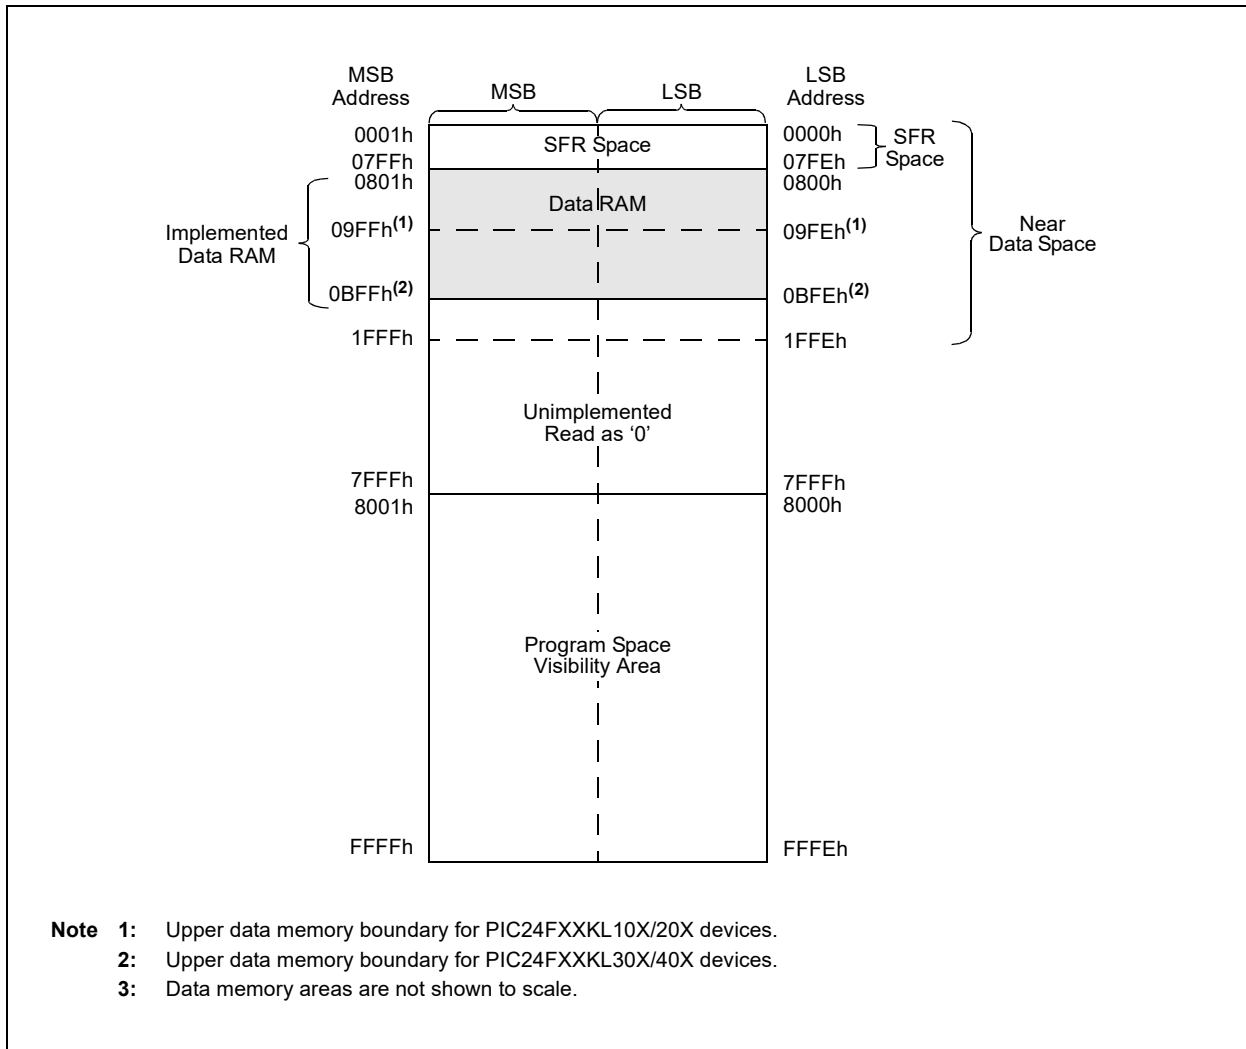 MSB
Address
MSB
LSB
LSB
Address
0001h
SFR Space
0000h
SFR
Space
07FFh
07FEh
0801h
0800h
Data RAM
Implemented
Data RAM
09FFh(1)
09FEh(1)
Near
Data Space
0BFFh(2)
0BFEh(2)
1FFFh
1FFEh
Unimplemented
Read as ‘0’
7FFFh
7FFFh
8001h
8000h
Program Space
Visibility Area
FFFFh
FFFEh
Note 1: Upper data memory boundary for PIC24FXXKL10X/20X devices.
2: Upper data memory boundary for PIC24FXXKL30X/40X devices.
3: Data memory areas are not shown to scale.